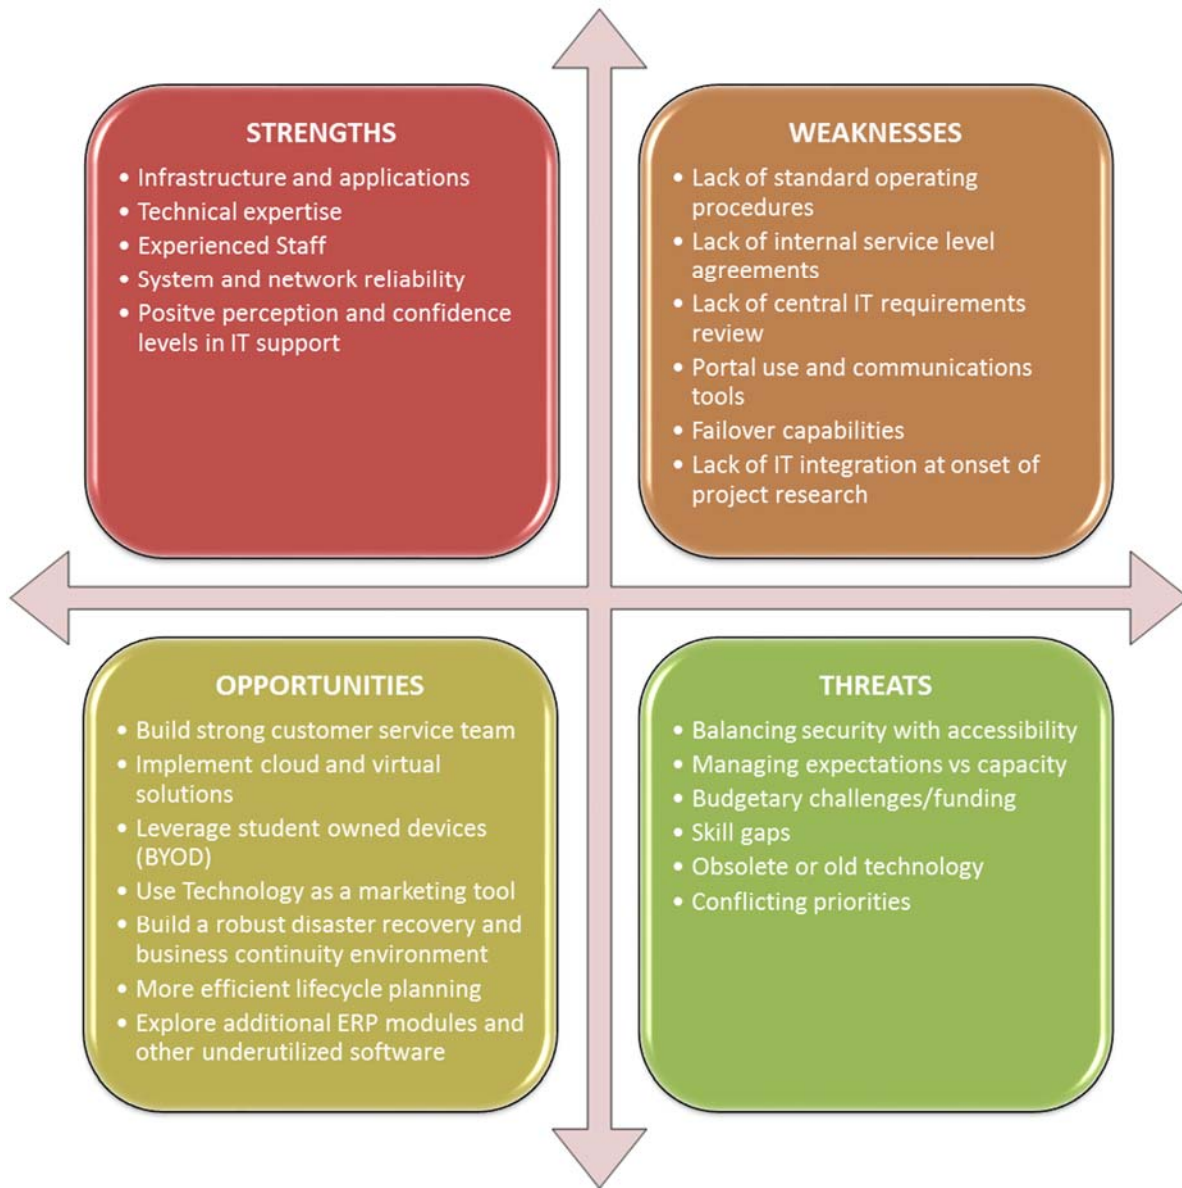 STRENGTHS
• Infrastructure and applications
• Technical expertise
• Experienced Staff
• System and network reliability
• Positve perception and confidence
levels in IT support
WEAKNESSES
• Lack of standard operating
procedures
• Lack of internal service level
agreements
• Lack of central IT requirements
review
• Portal use and communications
tools
• Failover capabilities
• Lack of IT integration at onset of
project research
OPPORTUNITIES
• Build strong customer service team
• Implement cloud and virtual
solutions
• Leverage student owned devices
(BYOD)
• Use Technology as a marketing tool
• Build a robust disaster recovery and
business continuity environment
• More efficient lifecycle planning
• Explore additional ERP modules and
other underutilized software
THREATS
• Balancing security with accessibility
• Managing expectations vs capacity
• Budgetary challenges/funding
• Skill gaps
• Obsolete or old technology
• Conflicting priorities